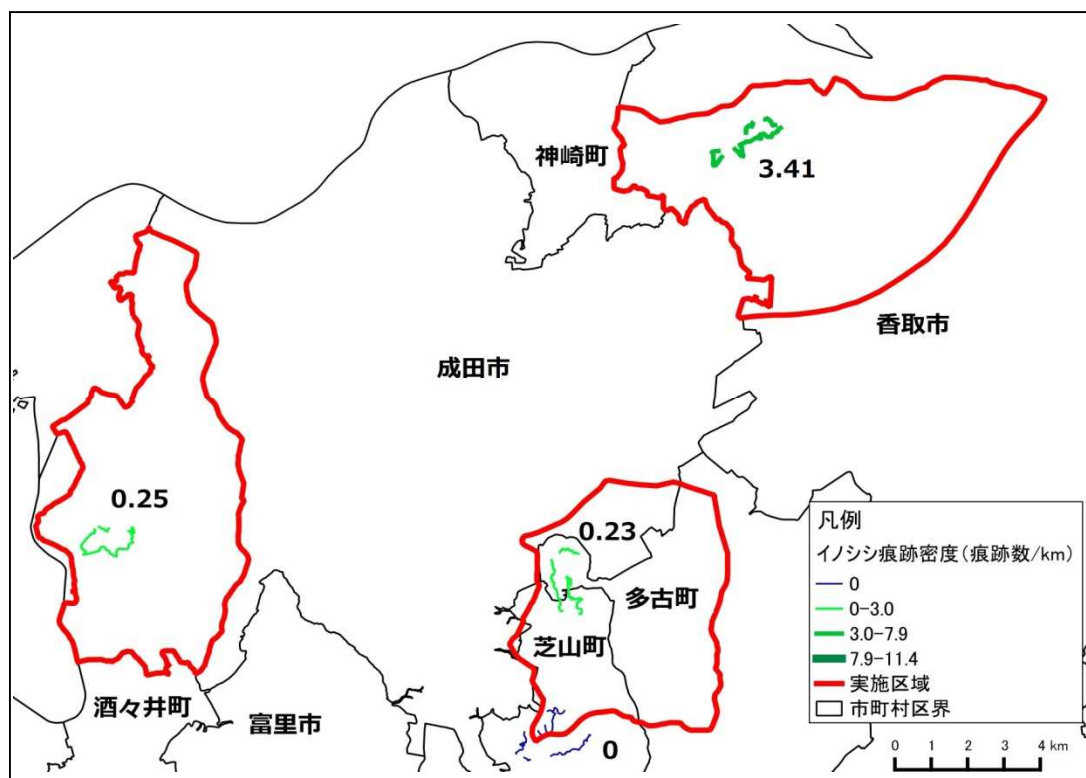 神崎町
3.41
香取市
成田市
0.25
0.23
多古町
芝山町
酒々井町
富里市
0
凡例
イノシシ痕跡密度(痕跡数/km)
0
0-3.0
3.0-7.9
7.9-11.4
実施区域
市町村区界
0 1 2 3 4 km